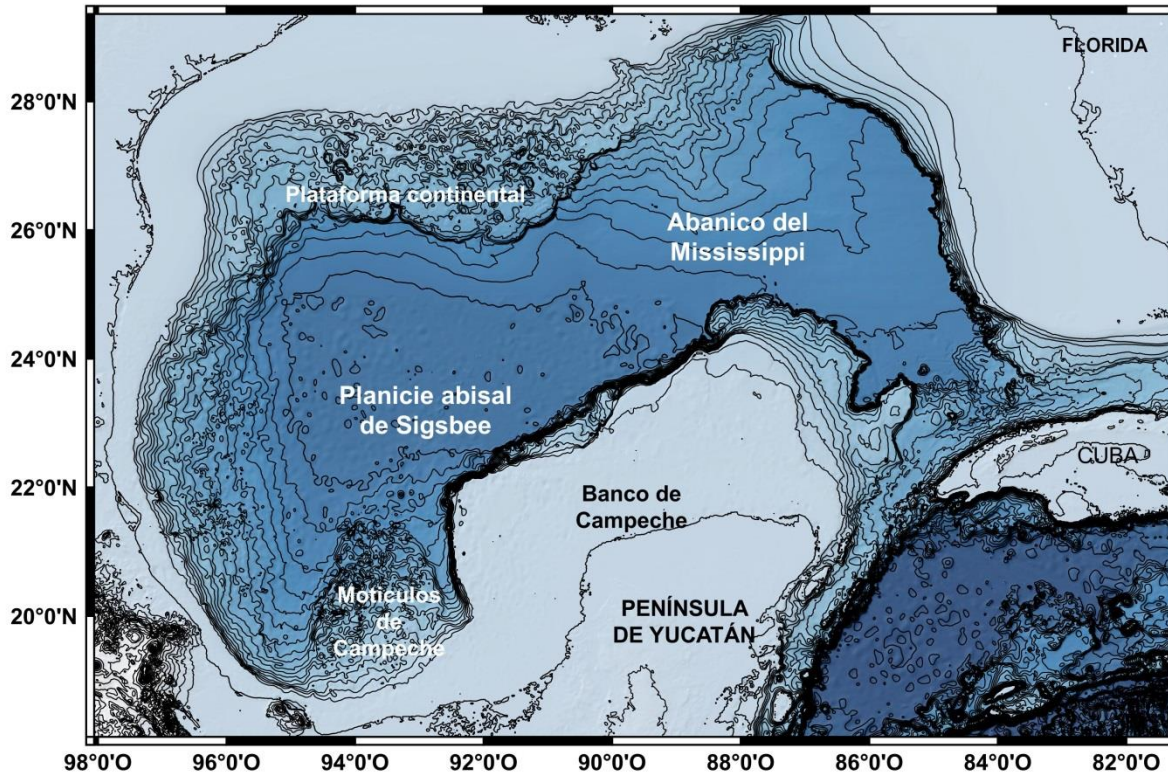 FLORIDA
28°0'N
Plataforma continental
26°0'N
Abanico del
Mississippi
24°0'N
Planicie abisal
de Sigsbee
CUBA
22°0'N
Banco de
Campeche
20°0'N
Motículos
de
Campeche
PENÍNSULA
DE YUCATÁN
98°0'O 96°0'O 94°0'O 92°0'O 90°0'O 88°0'O 86°0'O 84°0'O 82°0'O